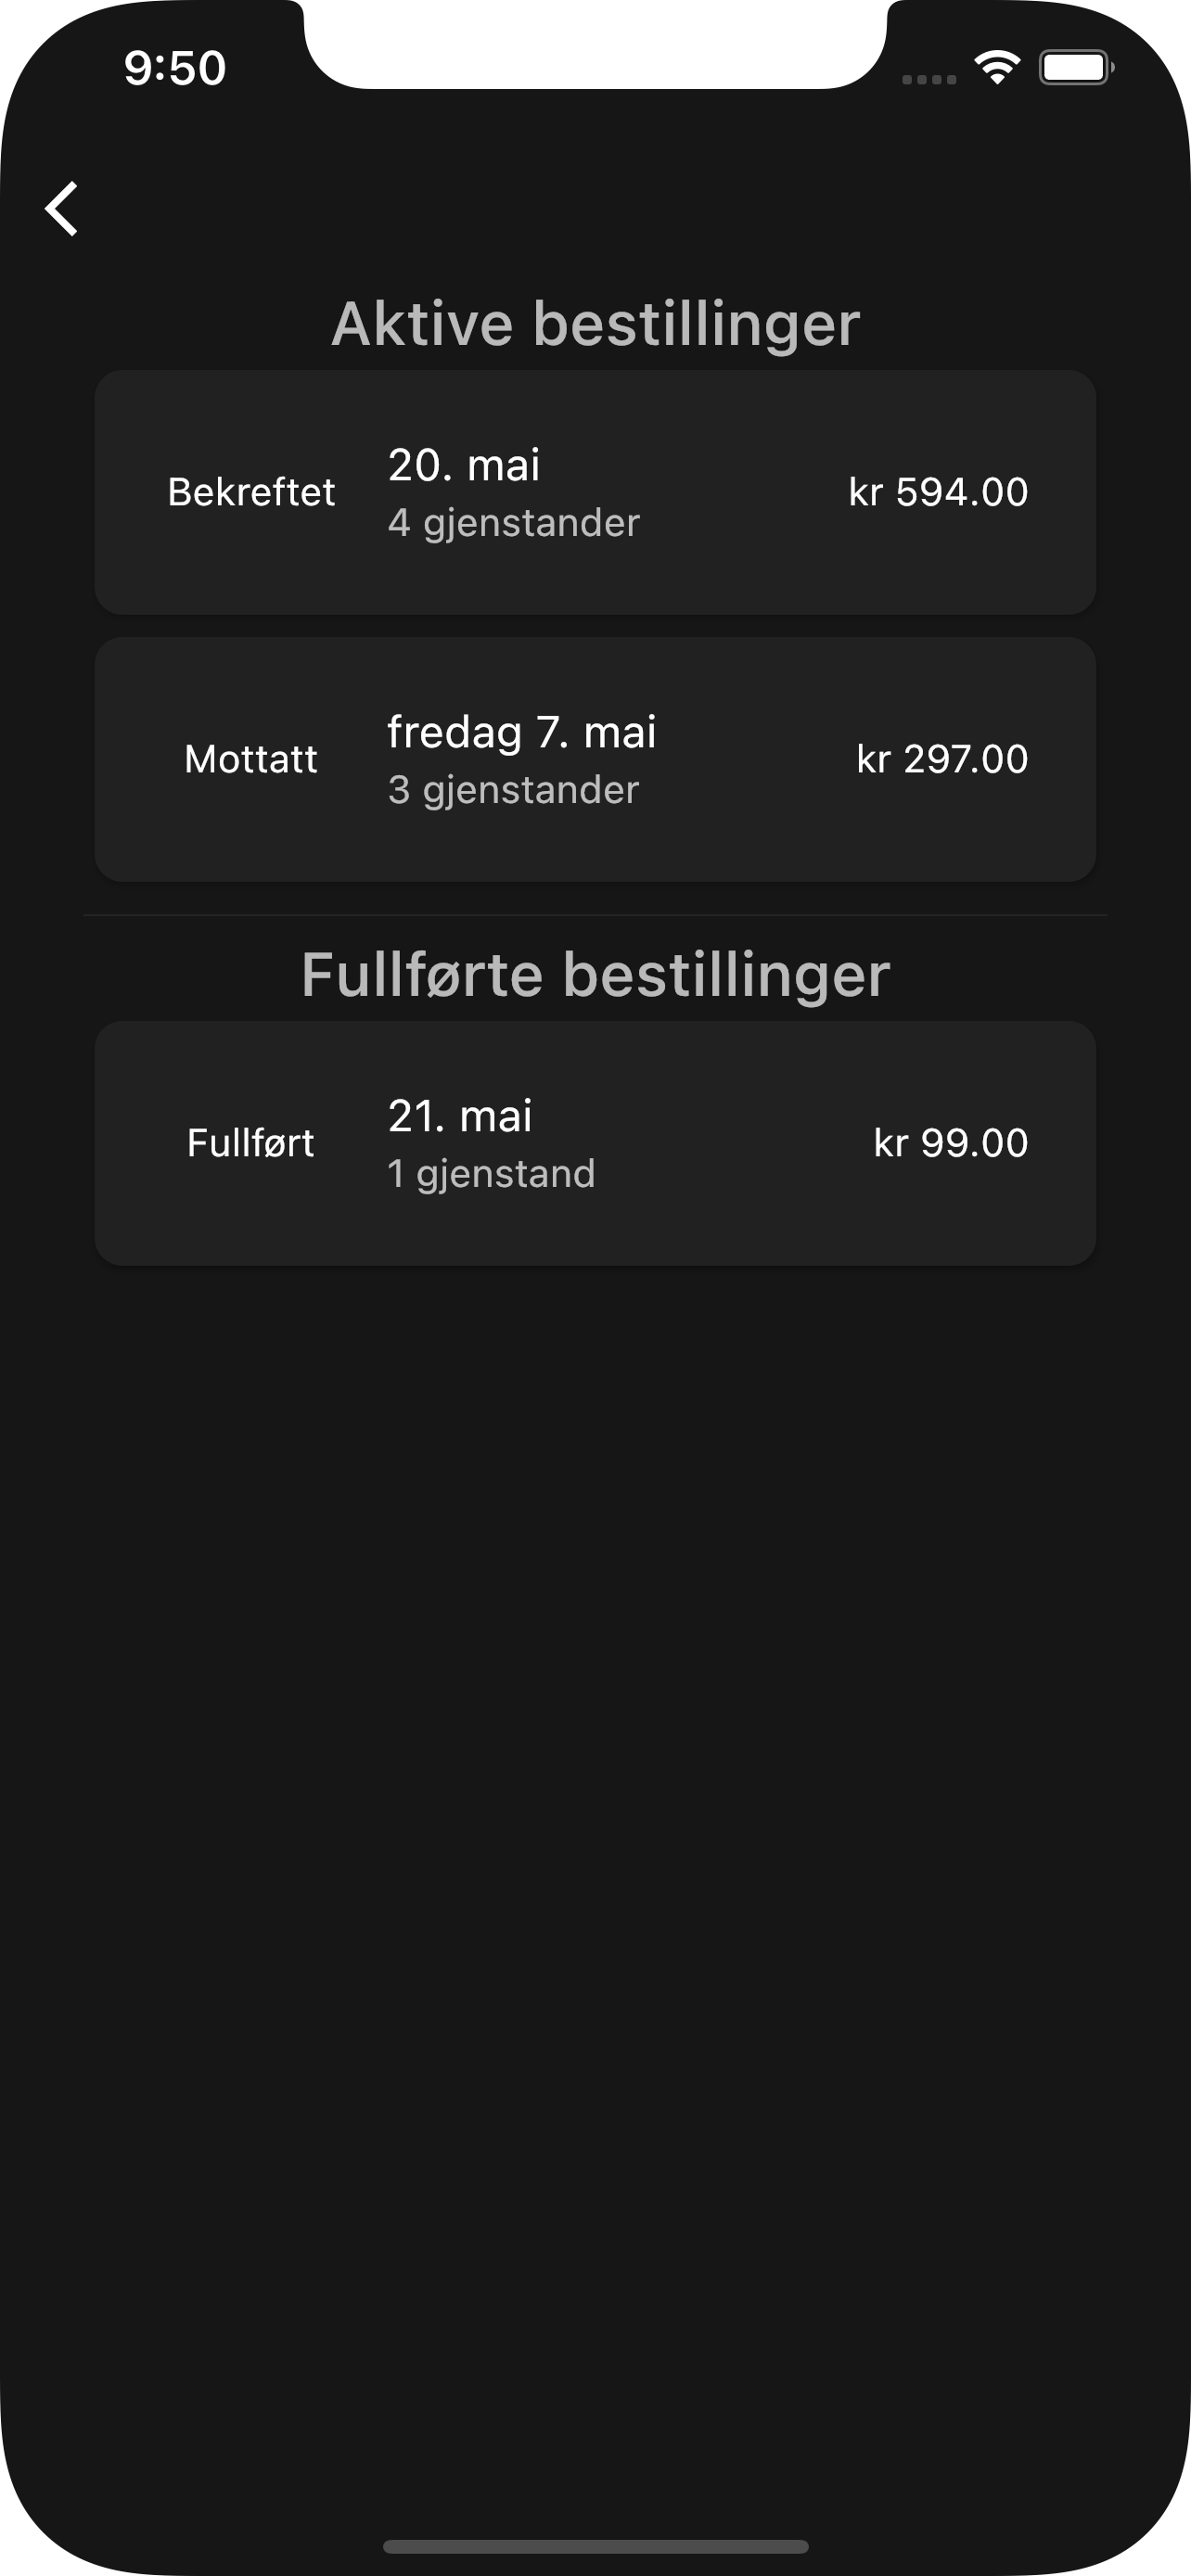 9:50
Aktive bestillinger
Bekreftet
20. mai
4 gjenstander
kr 594.00
Mottatt
fredag 7. mai
3 gjenstander
kr 297.00
Fullførte bestillinger
Fullført
21. mai
1 gjenstand
kr 99.00